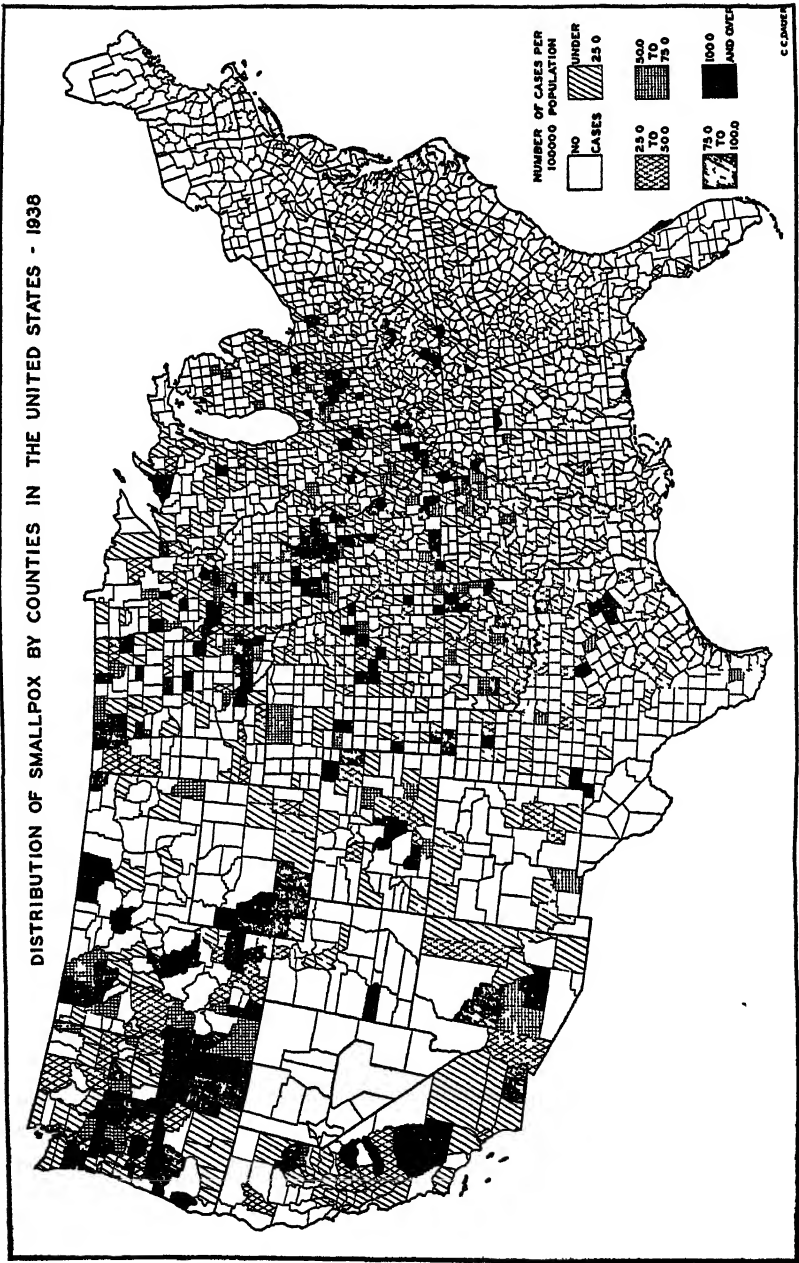 DISTRIBUTION OF SMALLPOX BY COUNTIES IN THE UNITED STATES - 1938
NUMBER OF CASES PER
100000 POPULATION
NO
CASES
UNDER
25 0
25 0
TO
50 0
50.0
TO
75 0
75 0
TO
100.0
100 0
AND OVER
C C. DAUER